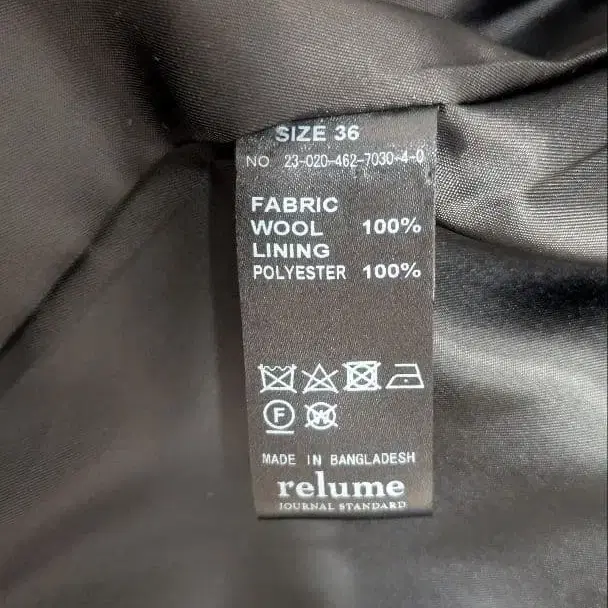 SIZE 36
NO 23-020-462-7030-4-0
FABRIC
WOOL 100%
LINING
POLYESTER 100%
F W
MADE IN BANGLADESH
relume
JOURNAL STANDARD